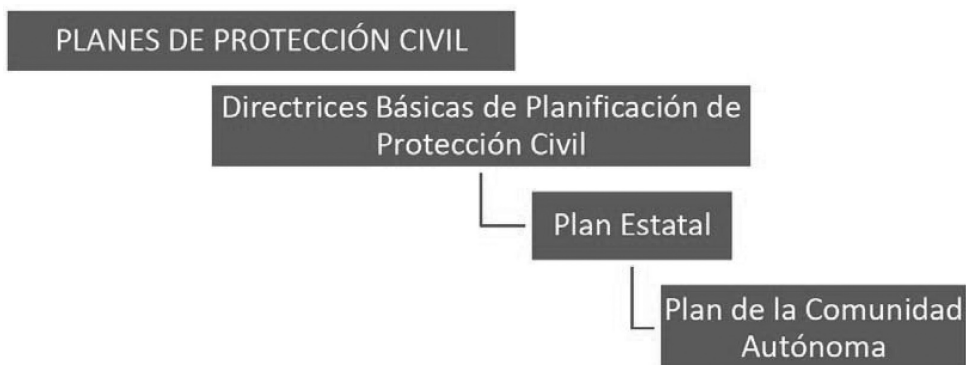 PLANES DE PROTECCIÓN CIVIL
Directrices Básicas de Planificación de
Protección Civil
Plan Estatal
Plan de la Comunidad
Autónoma